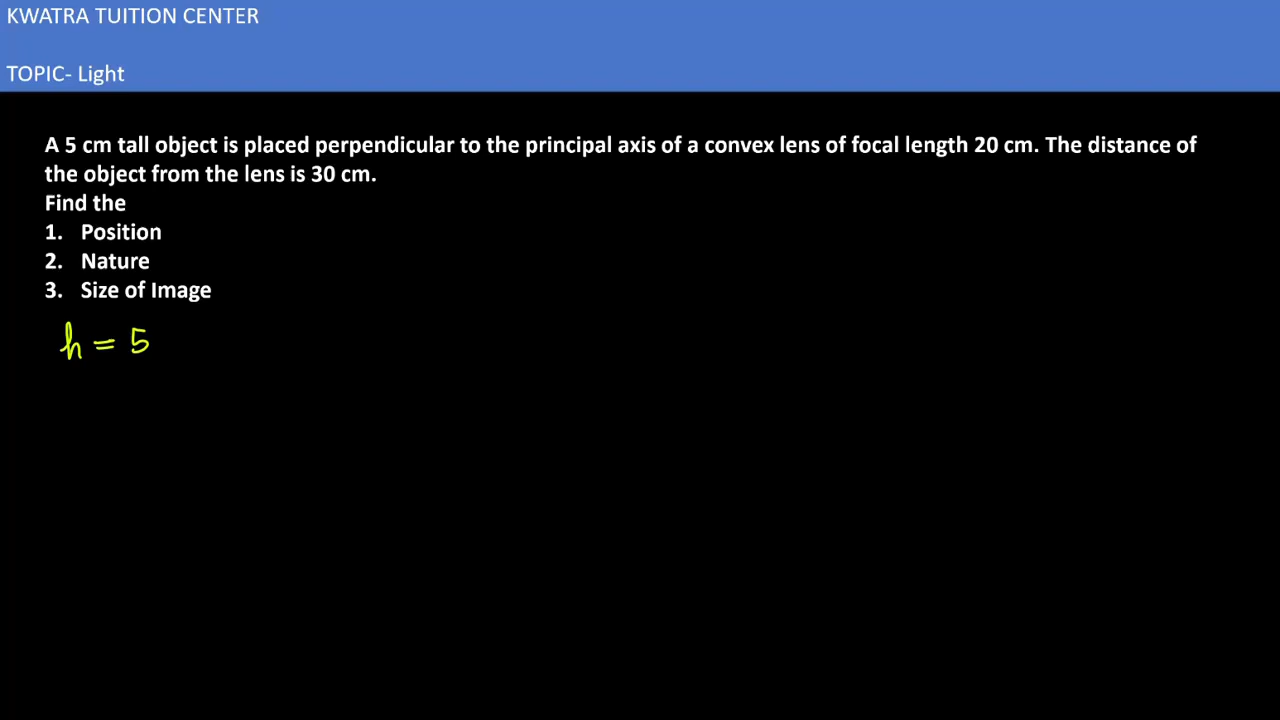 KWATRA TUITION CENTER
TOPIC- Light
A 5 cm tall object is placed perpendicular to the principal axis of a convex lens of focal length 20 cm. The distance of
the object from the lens is 30 cm.
Find the
1. Position
2. Nature
3. Size of Image
h = 5